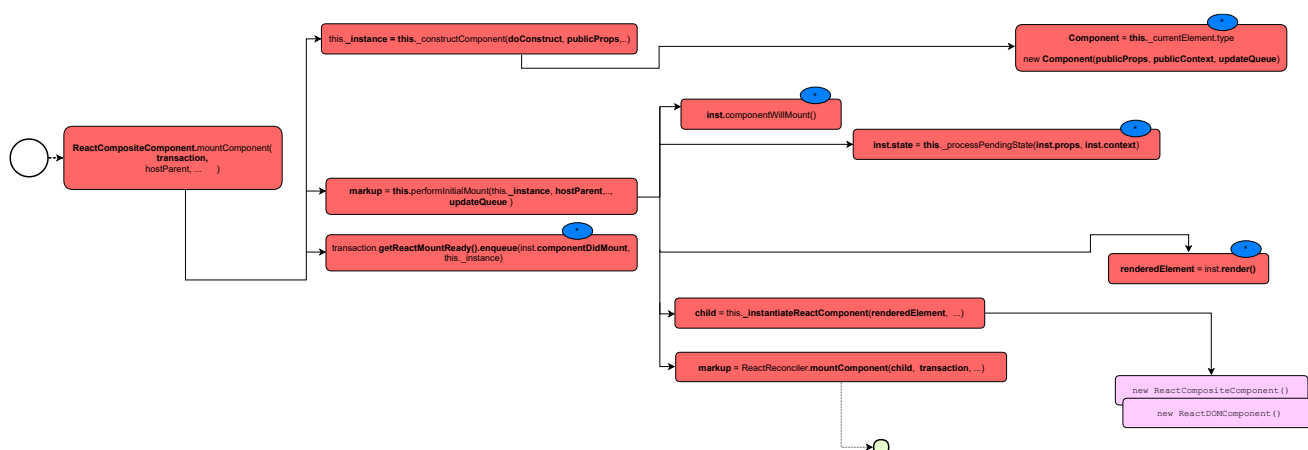 this._instance = this._constructComponent(doConstruct, publicProps,..)
*
Component = this._currentElement.type
new Component(publicProps, publicContext, updateQueue)
*
inst.componentWillMount()
*
inst.state = this._processPendingState(inst.props, inst.context)
ReactCompositeComponent.mountComponent(
transaction,
hostParent, ... )
markup = this.performInitialMount(this._instance, hostParent,..,
updateQueue )
*
transaction.getReactMountReady().enqueue(inst.componentDidMount,
this._instance)
*
renderedElement = inst.render()
child = this._instantiateReactComponent(renderedElement, ...)
markup = ReactReconciler.mountComponent(child, transaction, ...)
new ReactCompositeComponent()
new ReactDOMComponent()